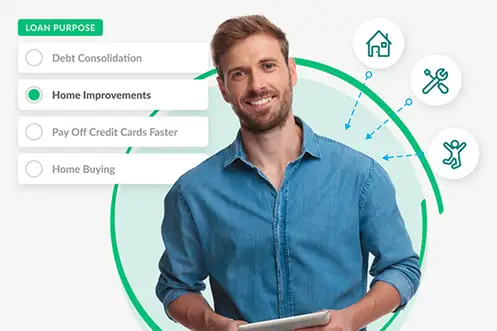 LOAN PURPOSE
Debt Consolidation
Home Improvements
Pay Off Credit Cards Faster
Home Buying